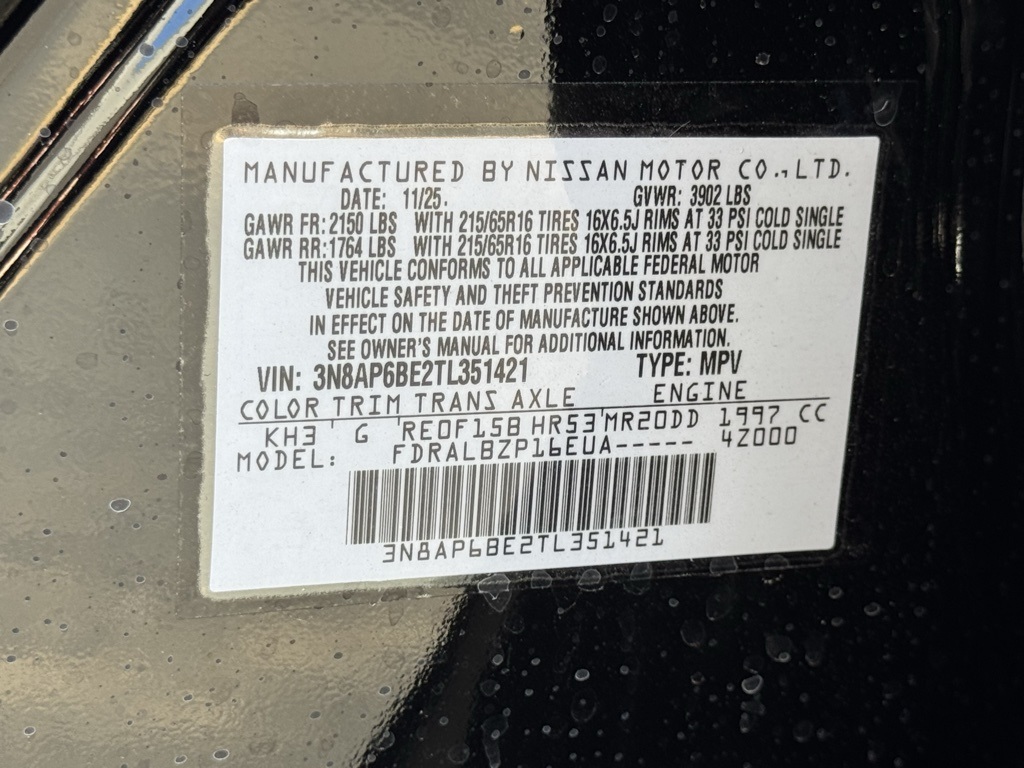 MANUFACTURED BY NISSAN MOTOR CO.,LTD.
DATE: 11/25. GVWR: 3902 LBS
GAWR FR: 2150 LBS WITH 215/65R16 TIRES 16X6.5J RIMS AT 33 PSI COLD SINGLE
GAWR RR: 1764 LBS WITH 215/65R16 TIRES 16X6.5J RIMS AT 33 PSI COLD SINGLE
THIS VEHICLE CONFORMS TO ALL APPLICABLE FEDERAL MOTOR
VEHICLE SAFETY AND THEFT PREVENTION STANDARDS
IN EFFECT ON THE DATE OF MANUFACTURE SHOWN ABOVE.
SEE OWNER'S MANUAL FOR ADDITIONAL INFORMATION.
VIN: 3N8AP6BE2TL351421 TYPE: MPV
COLOR TRIM TRANS AXLE ENGINE
KH3 ' G ' RE0F15B HR53'MR20DD 1997 CC
MODEL: FDRALBZP16EUA----- 4Z000
3N8AP6BE2TL351421